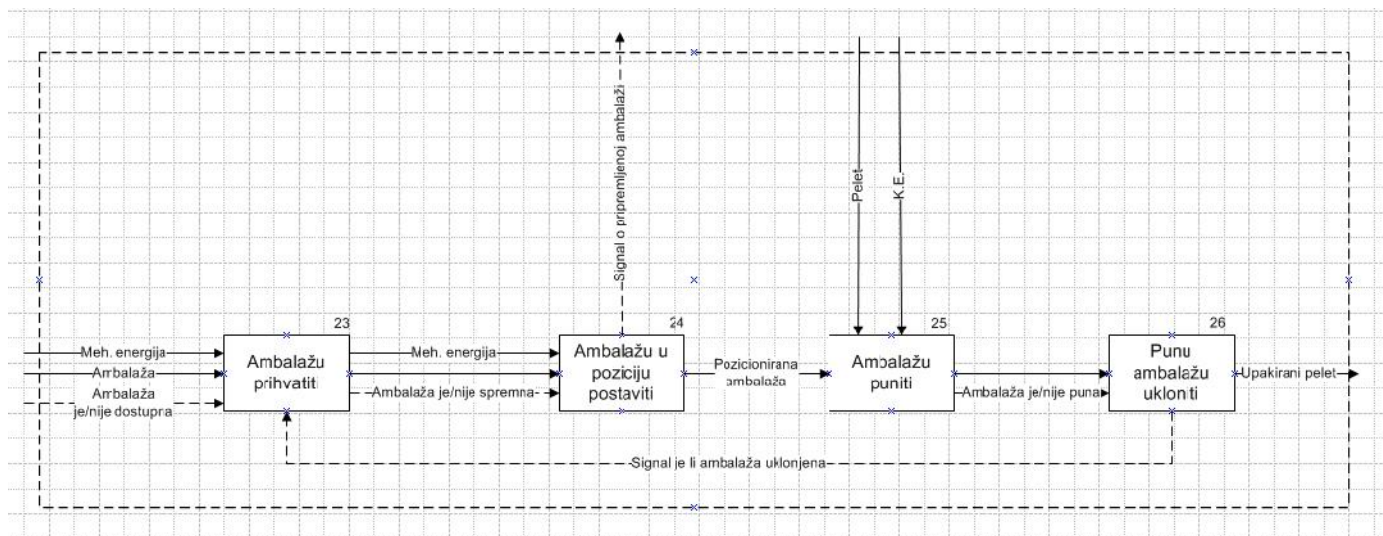 Signal o pripremljenoj ambalaži
Pelet
K.E.
23
24
25
26
Meh. energija
Ambalaža
Ambalaža
je/nije dostupna
Ambalažu
prihvatiti
Meh. energija
Ambalaža je/nije spremna
Ambalažu u
poziciju
postaviti
Pozicionirana
ambalaža
Ambalažu
puniti
Ambalaža je/nije puna
Punu
ambalažu
ukloniti
Upakirani pelet
Signal je li ambalaža uklonjena